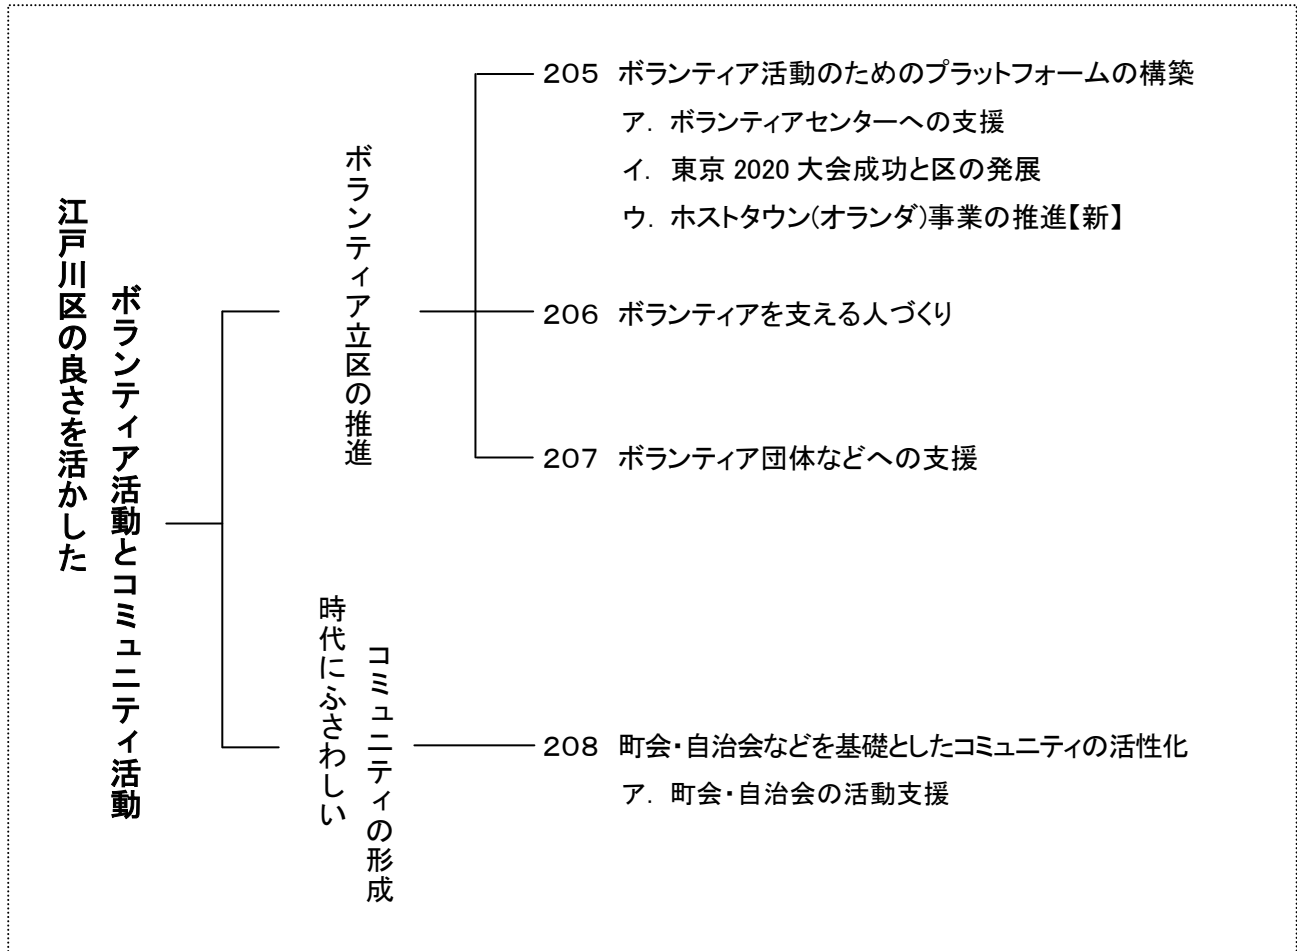 江戸川区の良さを活かした
ボランティア活動とコミュニティ活動
ボランティア立区の推進
205 ボランティア活動のためのプラットフォームの構築
ア. ボランティアセンターへの支援
イ. 東京 2020 大会成功と区の発展
ウ. ホストタウン(オランダ)事業の推進【新】
206 ボランティアを支える人づくり
207 ボランティア団体などへの支援
時代にふさわしい
コミュニティの形成
208 町会・自治会などを基礎としたコミュニティの活性化
ア. 町会・自治会の活動支援